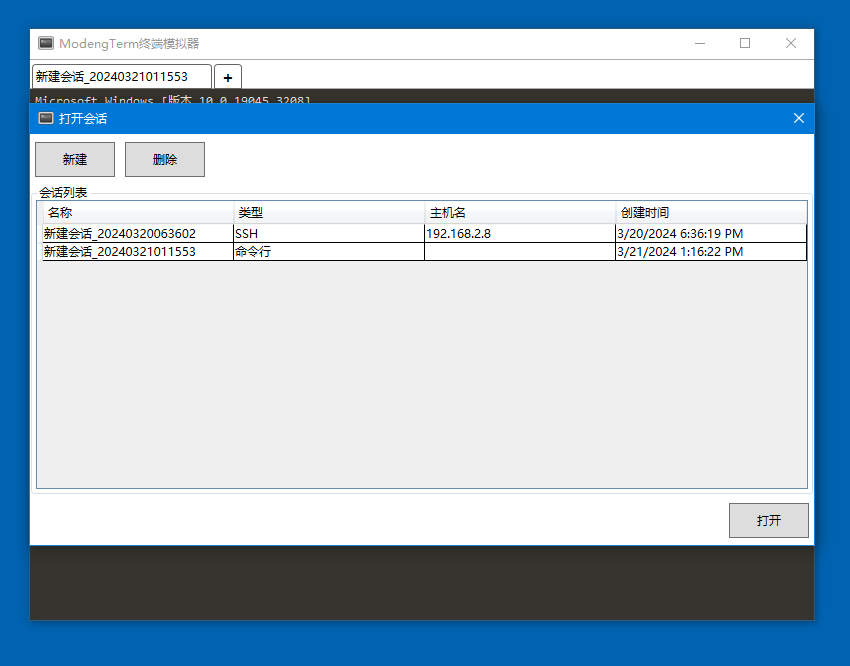 ModengTerm终端模拟器
新建会话_20240321011553 +
Microsoft Windows [版本 10.0.19045.3208]
打开会话
新建 删除
会话列表
名称 类型 主机名 创建时间
新建会话_20240320063602 SSH 192.168.2.8 3/20/2024 6:36:19 PM
新建会话_20240321011553 命令行 3/21/2024 1:16:22 PM
打开